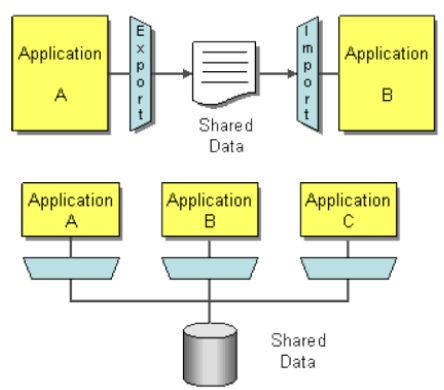 Application
A
Export
Shared
Data
Import
Application
B
Application
A
Application
B
Application
C
Shared
Data